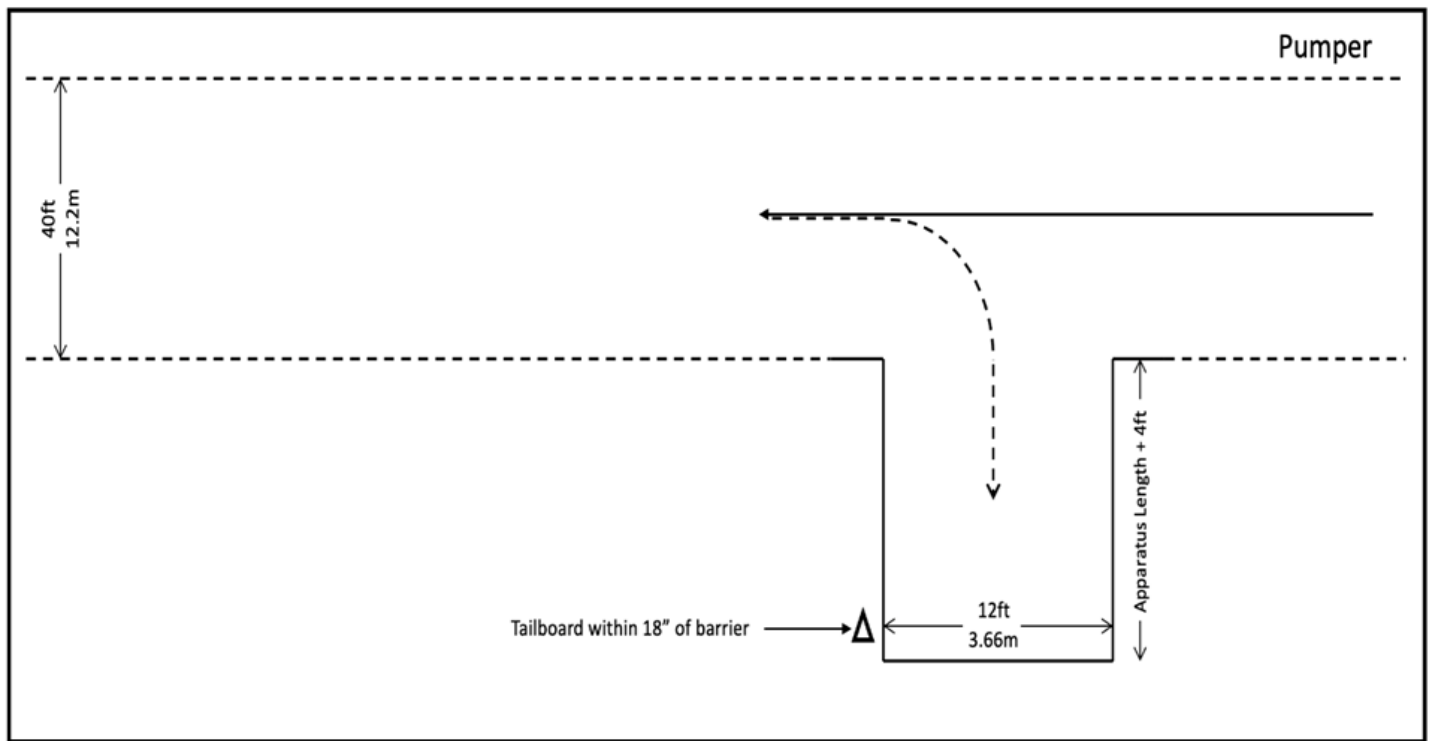 Pumper
40ft
12.2m
Apparatus Length + 4ft
Tailboard within 18” of barrier
12ft
3.66m